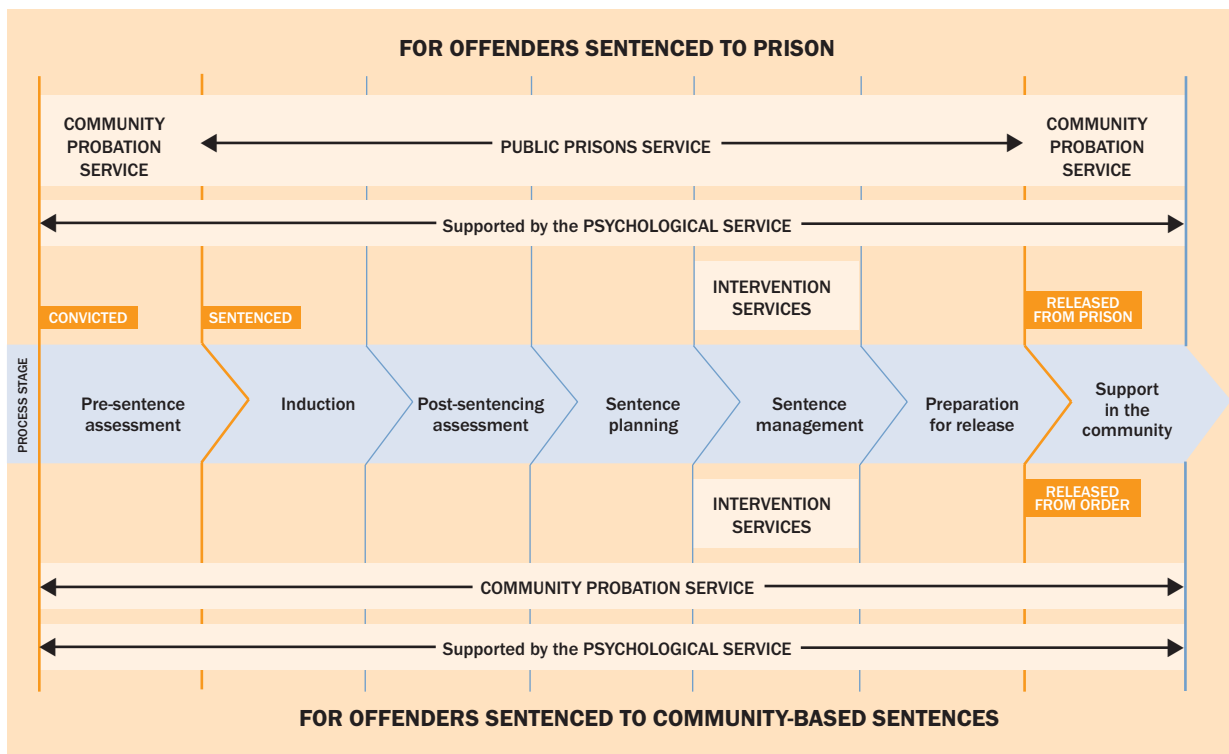 FOR OFFENDERS SENTENCED TO PRISON
COMMUNITY
PROBATION
SERVICE
PUBLIC PRISONS SERVICE
COMMUNITY
PROBATION
SERVICE
Supported by the PSYCHOLOGICAL SERVICE
INTERVENTION
SERVICES
CONVICTED
SENTENCED
RELEASED
FROM PRISON
PROCESS STAGE
Pre-sentence
assessment
Induction
Post-sentencing
assessment
Sentence
planning
Sentence
management
Preparation
for release
Support
in the
community
INTERVENTION
SERVICES
RELEASED
FROM ORDER
COMMUNITY PROBATION SERVICE
Supported by the PSYCHOLOGICAL SERVICE
FOR OFFENDERS SENTENCED TO COMMUNITY-BASED SENTENCES